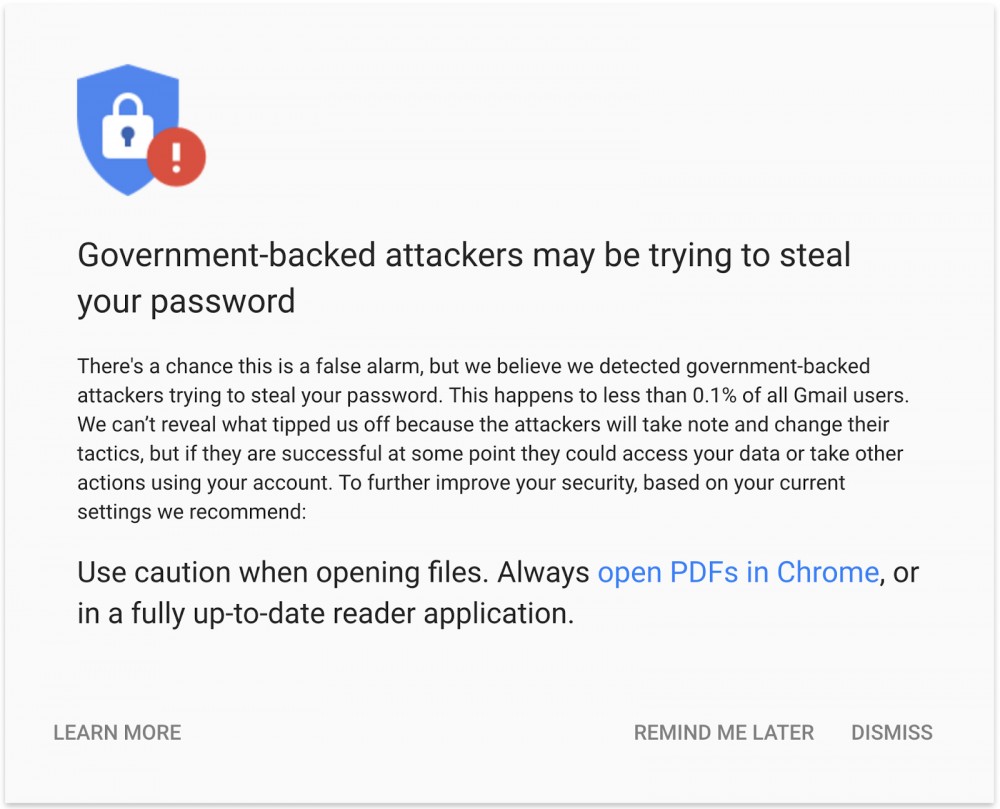 Government-backed attackers may be trying to steal
your password
There's a chance this is a false alarm, but we believe we detected government-backed
attackers trying to steal your password. This happens to less than 0.1% of all Gmail users.
We can’t reveal what tipped us off because the attackers will take note and change their
tactics, but if they are successful at some point they could access your data or take other
actions using your account. To further improve your security, based on your current
settings we recommend:
Use caution when opening files. Always open PDFs in Chrome, or
in a fully up-to-date reader application.
LEARN MORE REMIND ME LATER DISMISS